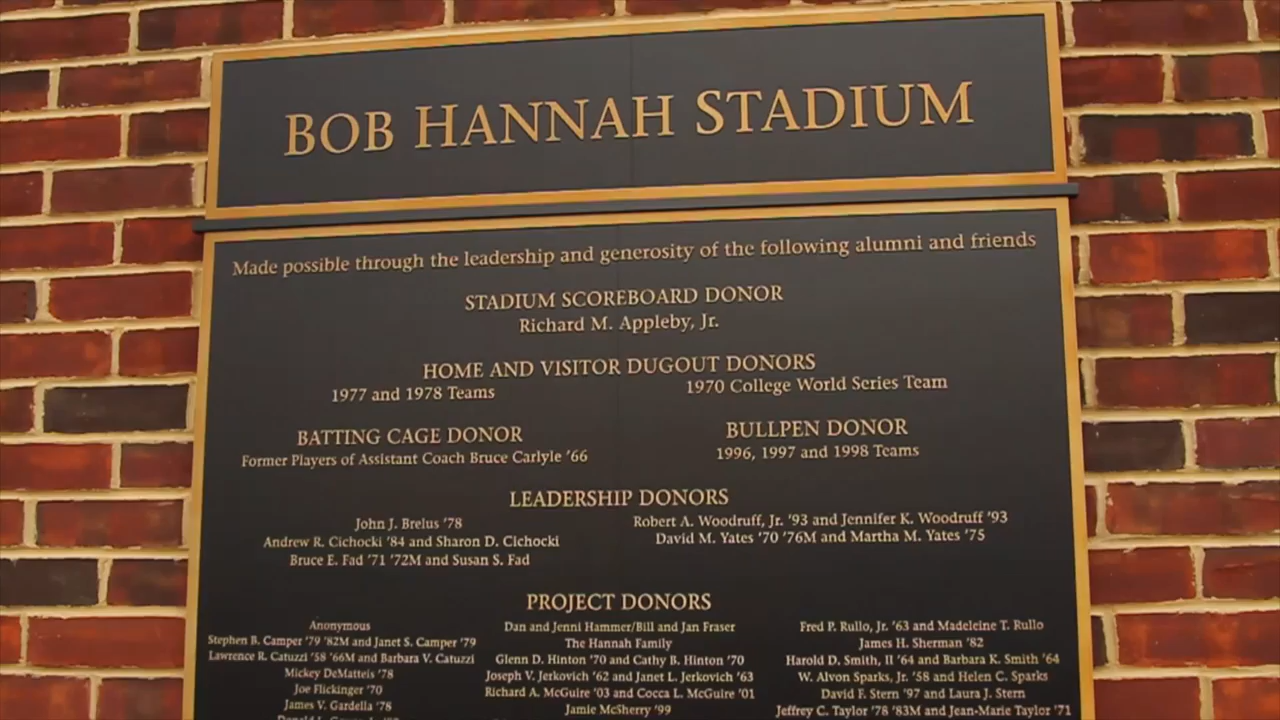 BOB HANNAH STADIUM
Made possible through the leadership and generosity of the following alumni and friends
STADIUM SCOREBOARD DONOR
Richard M. Appleby, Jr.
HOME AND VISITOR DUGOUT DONORS
1977 and 1978 Teams
1970 College World Series Team
BATTING CAGE DONOR
Former Players of Assistant Coach Bruce Carlyle '66
BULLPEN DONOR
1996, 1997 and 1998 Teams
LEADERSHIP DONORS
John J. Brelus '78
Andrew R. Cichocki '84 and Sharon D. Cichocki
Bruce E. Fad '71 '72M and Susan S. Fad
Robert A. Woodruff, Jr. '93 and Jennifer K. Woodruff '93
David M. Yates '70 '76M and Martha M. Yates '75
PROJECT DONORS
Anonymous
Stephen B. Camper '79 '82M and Janet S. Camper '79
Lawrence R. Catuzzi '58 '66M and Barbara V. Catuzzi
Mickey DeMatteis '78
Joe Flickinger '70
James V. Gardella '78
Dan and Jenni Hammer/Bill and Jan Fraser
The Hannah Family
Glenn D. Hinton '70 and Cathy B. Hinton '70
Joseph V. Jerkovich '62 and Janet L. Jerkovich '63
Richard A. McGuire '03 and Cocca L. McGuire '01
Jamie McSherry '99
Fred P. Rullo, Jr. '63 and Madeleine T. Rullo
James H. Sherman '82
Harold D. Smith, II '64 and Barbara K. Smith '64
W. Alvon Sparks, Jr. '58 and Helen C. Sparks
David F. Stern '97 and Laura J. Stern
Jeffrey C. Taylor '78 '83M and Jean-Marie Taylor '71